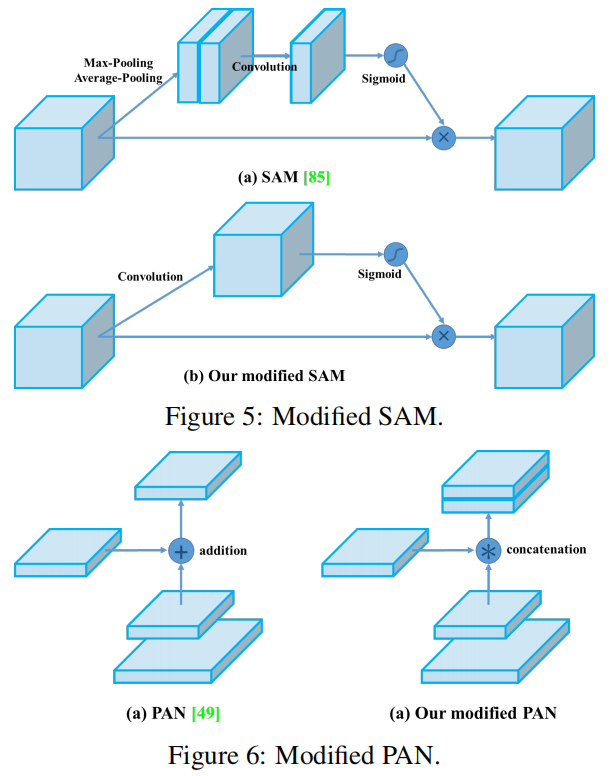 Max-Pooling
Average-Pooling
Convolution
Sigmoid
(a) SAM [85]
Convolution
Sigmoid
(b) Our modified SAM
Figure 5: Modified SAM.
addition
concatenation
(a) PAN [49]
(a) Our modified PAN
Figure 6: Modified PAN.